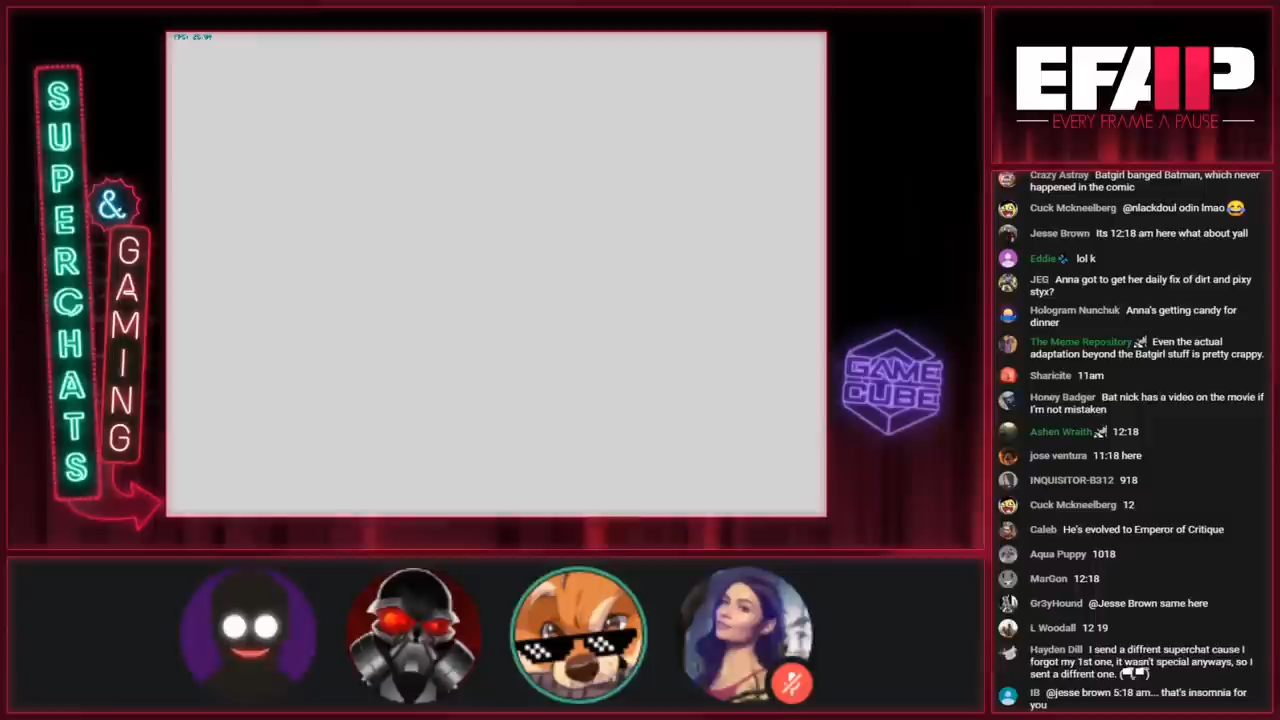 FPS: 25.94
SUPERCHATS
&
GAMING
GAME
CUBE
EFAP
EVERY FRAME A PAUSE
Crazy Astray Batgirl banged Batman, which never
happened in the comic
Cuck Mckneelberg @nlackdoul odin lmao 😂
Jesse Brown Its 12:18 am here what about yall
Eddie lol k
JEG Anna got to get her daily fix of dirt and pixy
styx?
Hologram Nunchuk Anna's getting candy for
dinner
The Meme Repository Even the actual
adaptation beyond the Batgirl stuff is pretty crappy.
Sharicite 11am
Honey Badger Bat nick has a video on the movie if
I'm not mistaken
Ashen Wraith 12:18
jose ventura 11:18 here
INQUISITOR-B312 918
Cuck Mckneelberg 12
Caleb He's evolved to Emperor of Critique
Aqua Puppy 1018
MarGon 12:18
Gr3yHound @Jesse Brown same here
L Woodall 12 19
Hayden Dill I send a diffrent superchat cause I
forgot my 1st one, it wasn't special anyways, so I
sent a diffrent one. ( )
IB @jesse brown 5:18 am... that's insomnia for
you